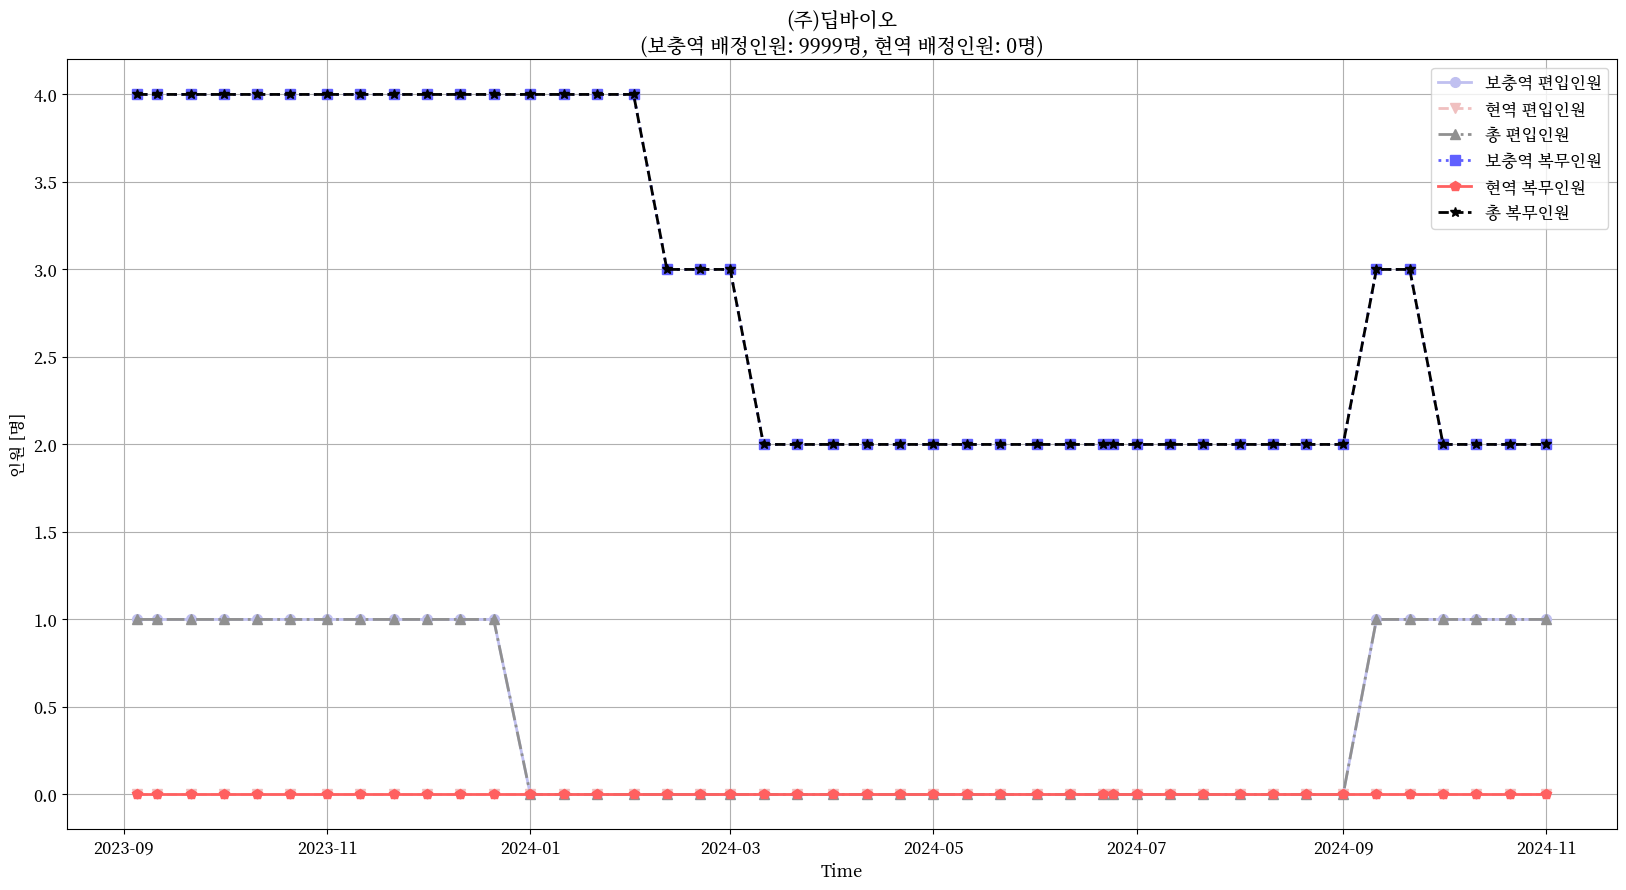 (주)딥바이오
(보충역 배정인원: 9999명, 현역 배정인원: 0명)
보충역 편입인원
현역 편입인원
총 편입인원
보충역 복무인원
현역 복무인원
총 복무인원
인원 [명]
4.0
3.5
3.0
2.5
2.0
1.5
1.0
0.5
0.0
2023-09 2023-11 2024-01 2024-03 2024-05 2024-07 2024-09 2024-11
Time